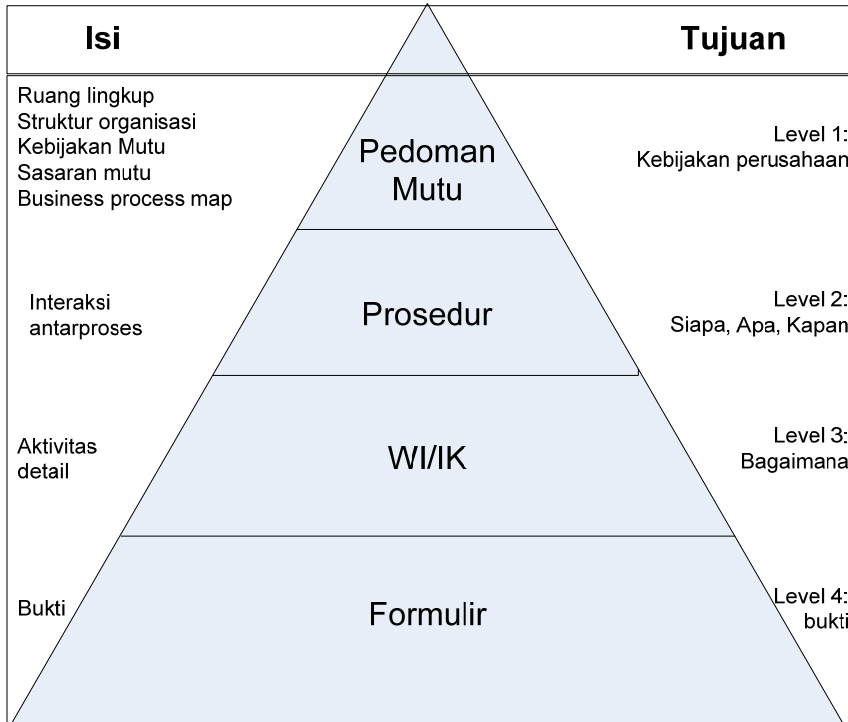 Isi
Tujuan
Ruang lingkup
Struktur organisasi
Kebijakan Mutu
Sasaran mutu
Business process map
Pedoman
Mutu
Level 1:
Kebijakan perusahaan
Interaksi
antarproses
Prosedur
Level 2:
Siapa, Apa, Kapan
Aktivitas
detail
WI/IK
Level 3:
Bagaimana
Bukti
Formulir
Level 4:
bukti